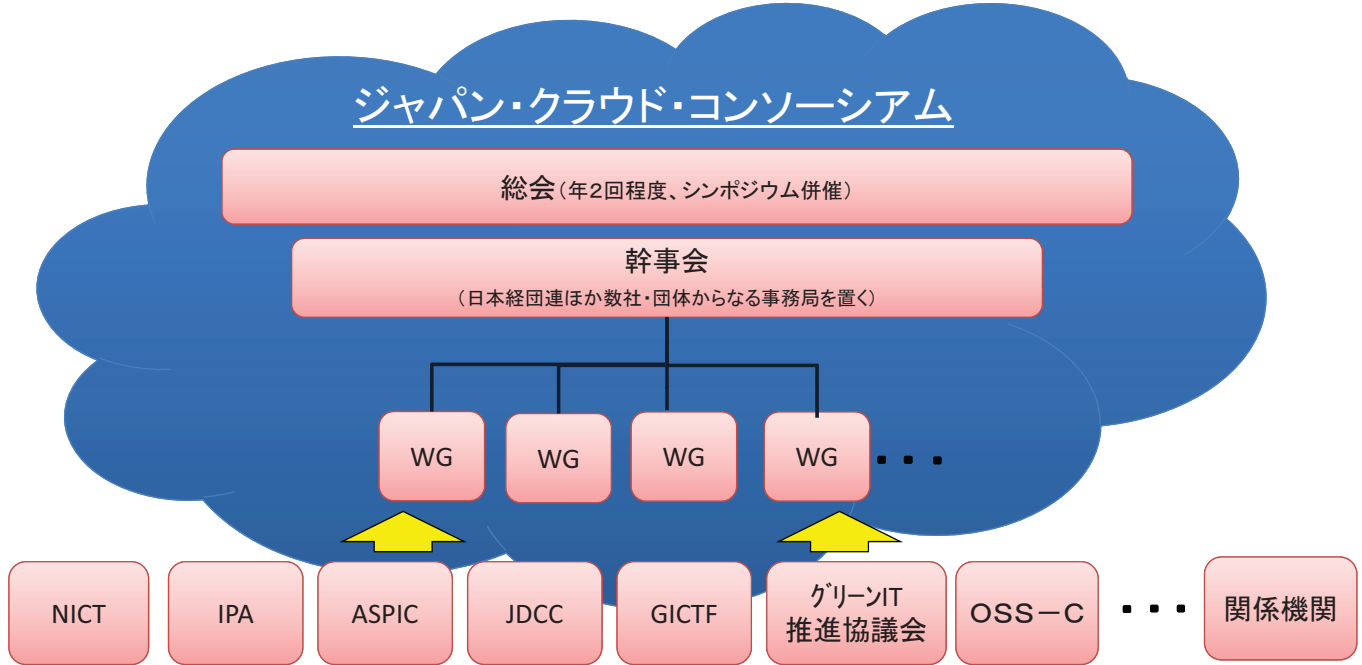 ジャパン・クラウド・コンソーシアム
総会(年2回程度、シンポジウム併催)
幹事会
(日本経団連ほか数社・団体からなる事務局を置く)
WG
WG
WG
WG
・・・
NICT
IPA
ASPIC
JDCC
GICTF
グリーンIT
推進協議会
OSS-C
・・・
関係機関